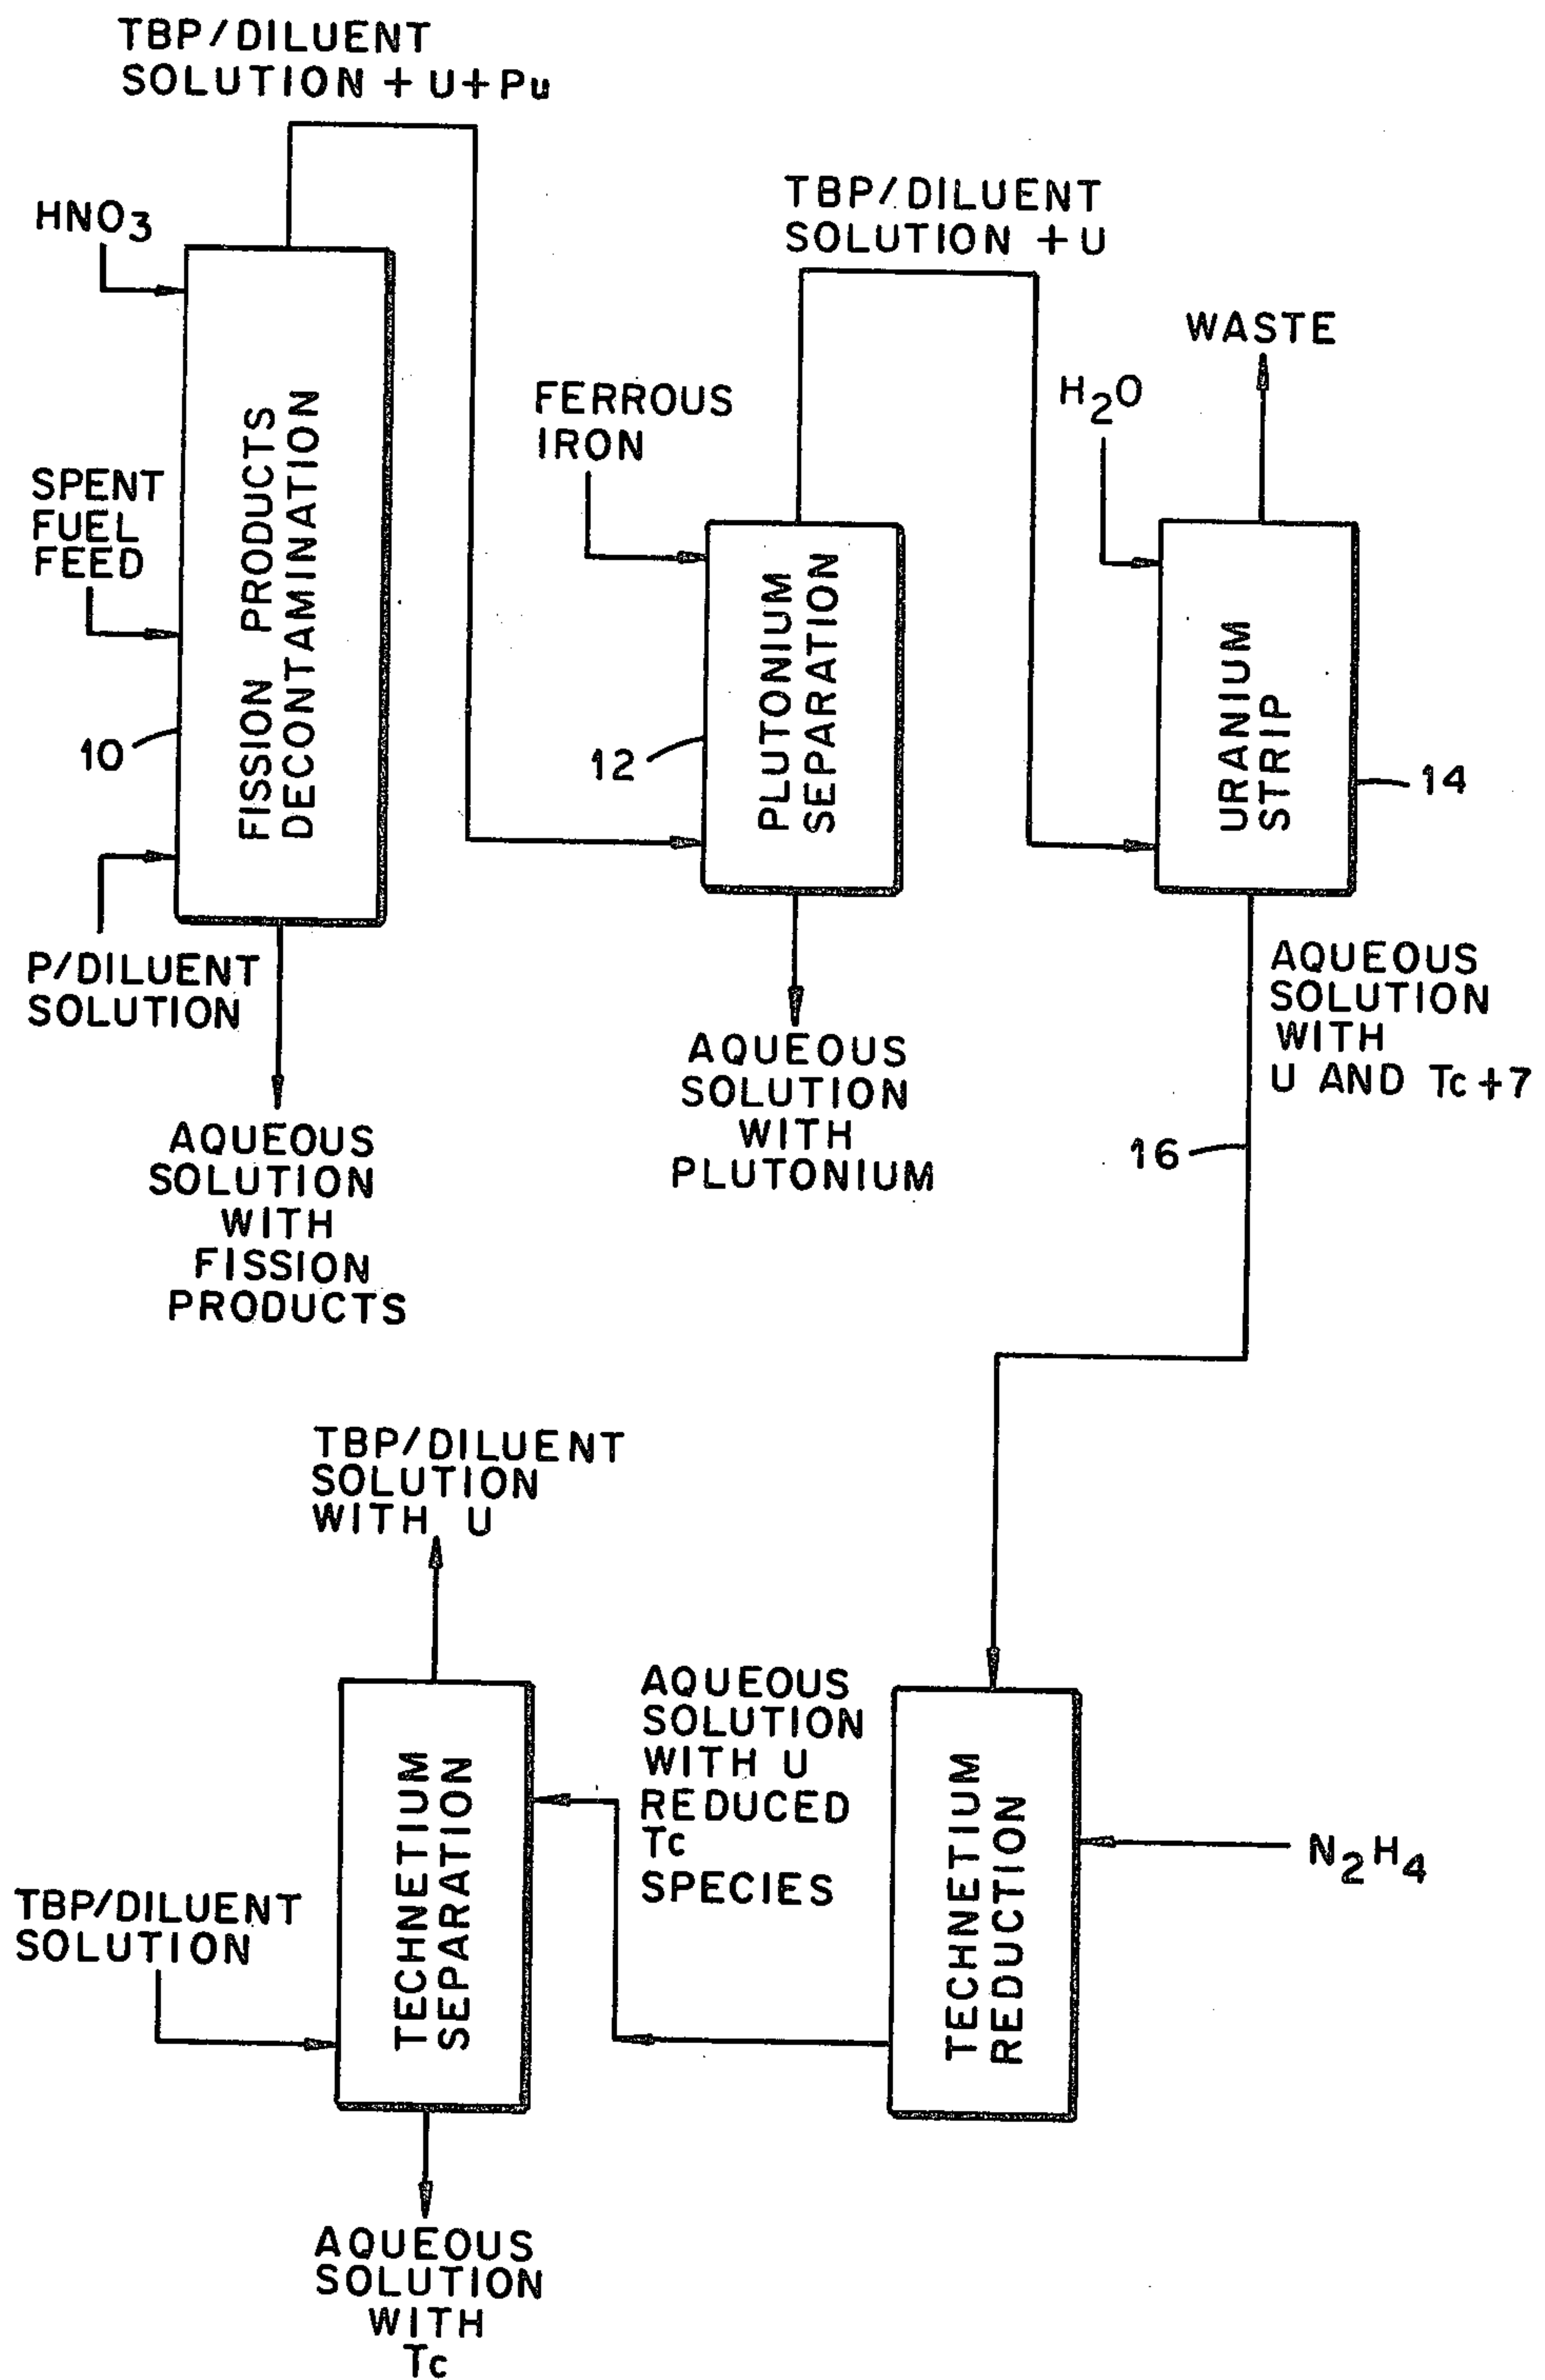 TBP/DILUENT
SOLUTION + U+Pu
HNO3
SPENT
FUEL
FEED
10
P/DILUENT
SOLUTION
FISSION PRODUCTS
DECONTAMINATION
AQUEOUS
SOLUTION
WITH
FISSION
PRODUCTS
FERROUS
IRON
12
PLUTONIUM
SEPARATION
AQUEOUS
SOLUTION
WITH
PLUTONIUM
TBP/DILUENT
SOLUTION +U
H2O
WASTE
URANIUM
STRIP
14
AQUEOUS
SOLUTION
WITH
U AND Tc+7
16
TECHNETIUM
REDUCTION
N2H4
AQUEOUS
SOLUTION
WITH U
REDUCED
Tc
SPECIES
TBP/DILUENT
SOLUTION
WITH U
TECHNETIUM
SEPARATION
TBP/DILUENT
SOLUTION
AQUEOUS
SOLUTION
WITH
Tc